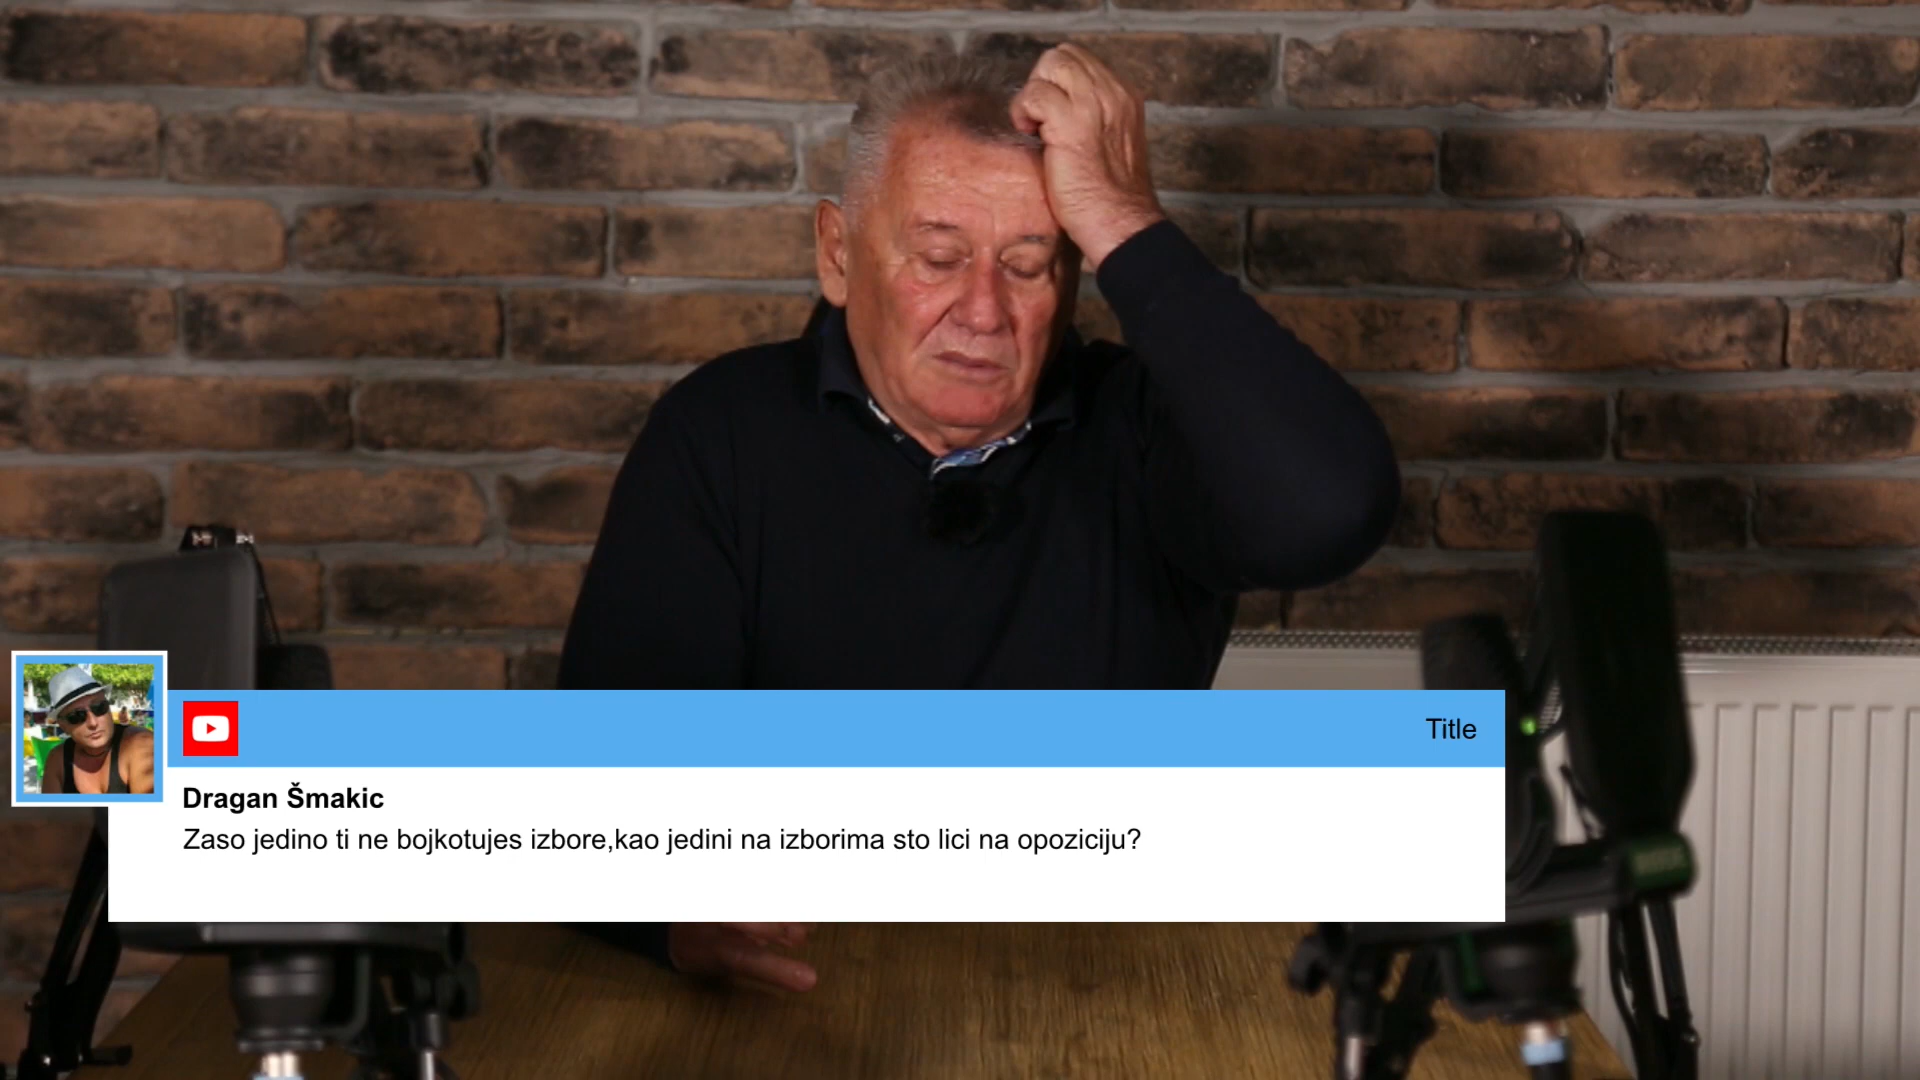 Title
Dragan Šmakic
Zaso jedino ti ne bojkotujes izbore,kao jedini na izborima sto lici na opoziciju?